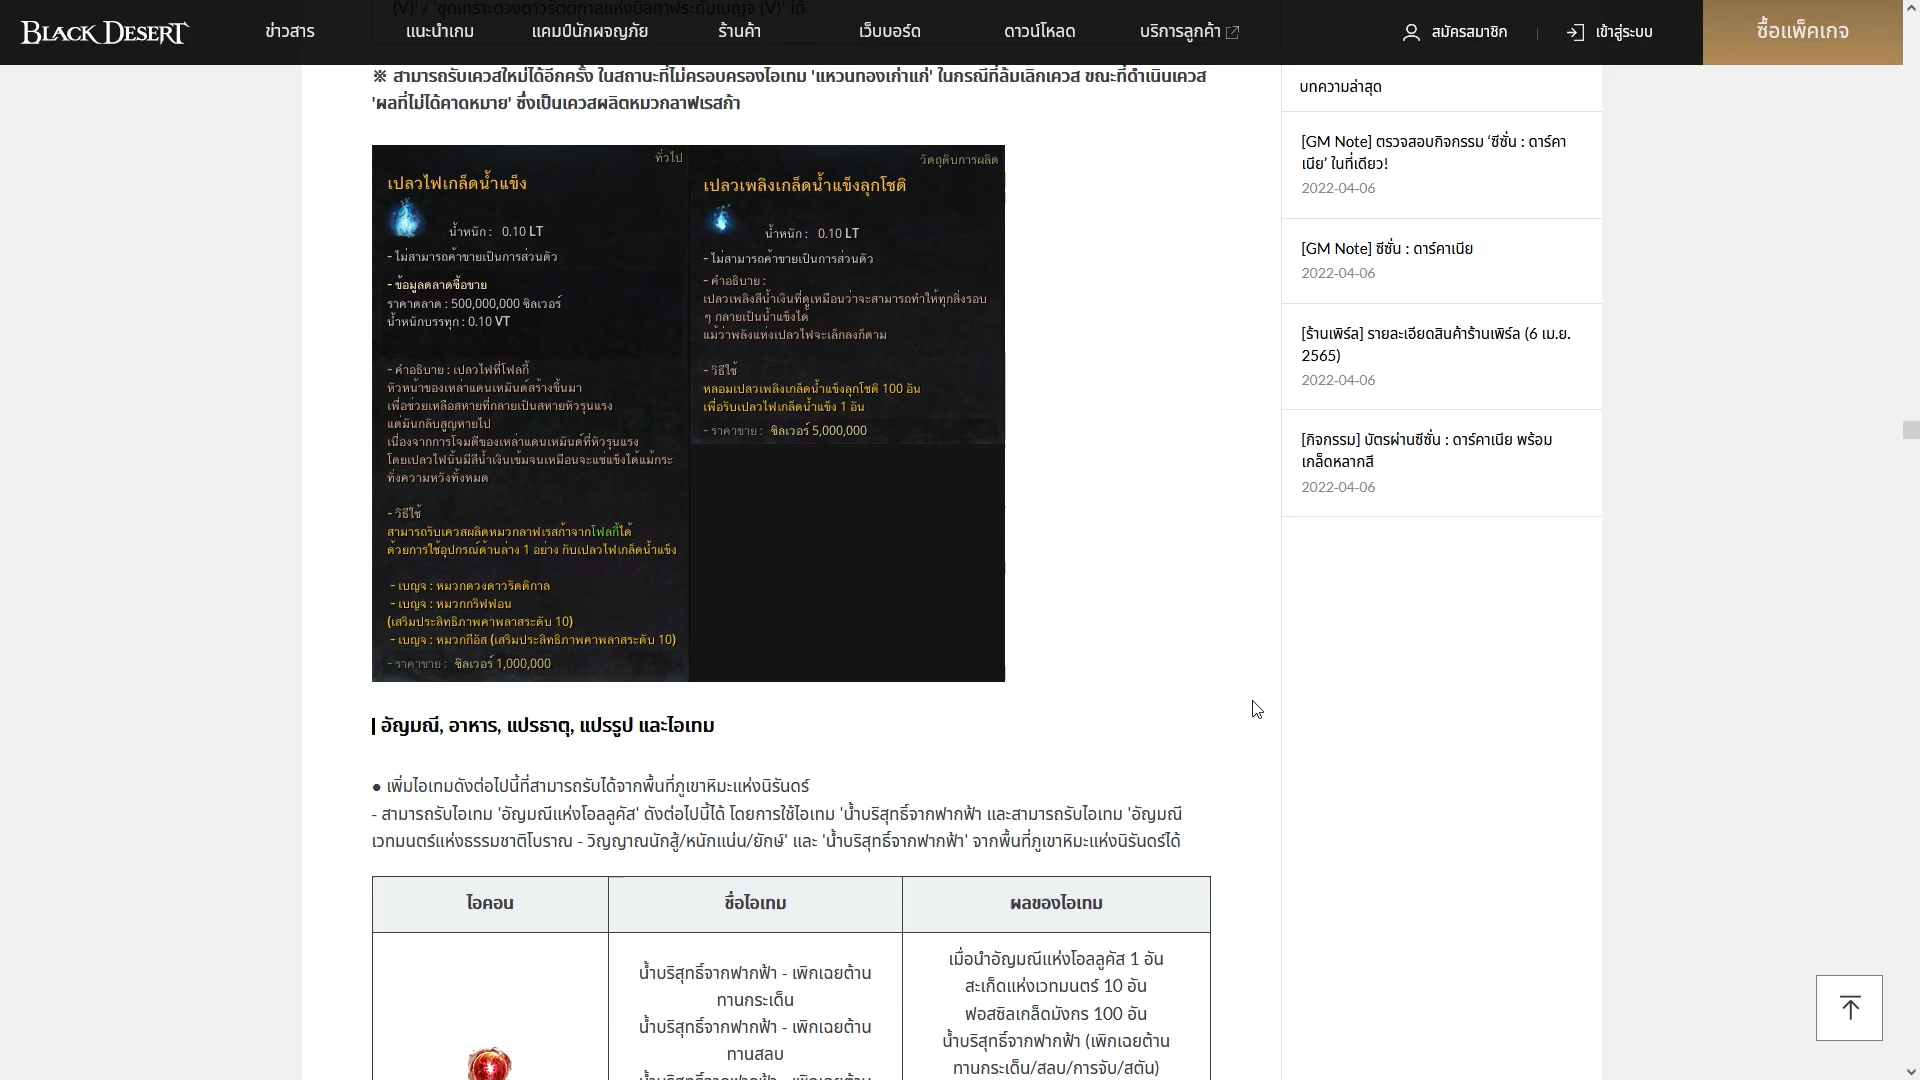 (V)' / 'ชุดเกราะดวงดาวรัตติกาลแห่งนิลกาฬระดับเบญจ (V)' ได้
BLACK DESERT
ข่าวสาร
แนะนำเกม
แคมป์นักผจญภัย
ร้านค้า
เว็บบอร์ด
ดาวน์โหลด
บริการลูกค้า
สมัครสมาชิก
เข้าสู่ระบบ
ซื้อแพ็คเกจ
※ สามารถรับเควสใหม่ได้อีกครั้ง ในสถานะที่ไม่ครอบครองไอเทม 'แหวนทองเก่าแก่' ในกรณีที่ล้มเลิกเควส ขณะที่ดำเนินเควส
'ผลที่ไม่ได้คาดหมาย' ซึ่งเป็นเควสผลิตหมวกลาฟเรสก้า
ทั่วไป
เปลวไฟเกล็ดน้ำแข็ง
น้ำหนัก : 0.10 LT
- ไม่สามารถค้าขายเป็นการส่วนตัว
- ข้อมูลตลาดซื้อขาย
ราคาตลาด : 500,000,000 ซิลเวอร์
น้ำหนักบรรทุก : 0.10 VT
- คำอธิบาย : เปลวไฟที่โฟลกี้
หัวหน้าของเหล่าแดนเหมันต์สร้างขึ้นมา
เพื่อช่วยเหลือสหายที่กลายเป็นสหายหัวรุนแรง
แต่มันกลับสูญหายไป
เนื่องจากการโจมตีของเหล่าแดนเหมันต์ที่หัวรุนแรง
โดยเปลวไฟนั้นมีสีน้ำเงินเข้มจนเหมือนจะแช่แข็งได้แม้กระ
ทั่งความหวังทั้งหมด
- วิธีใช้
สามารถรับเควสผลิตหมวกลาฟเรสก้าจากโฟลกี้ได้
ด้วยการใช้อุปกรณ์ด้านล่าง 1 อย่าง กับเปลวไฟเกล็ดน้ำแข็ง
- เบญจ : หมวกดวงดาวรัตติกาล
- เบญจ : หมวกกริฟฟอน
(เสริมประสิทธิภาพคาพลาสระดับ 10)
- เบญจ : หมวกกีอัส (เสริมประสิทธิภาพคาพลาสระดับ 10)
- ราคาขาย : ซิลเวอร์ 1,000,000
วัตถุดิบการผลิต
เปลวเพลิงเกล็ดน้ำแข็งลุกโชติ
น้ำหนัก : 0.10 LT
- ไม่สามารถค้าขายเป็นการส่วนตัว
- คำอธิบาย :
เปลวเพลิงสีน้ำเงินที่ดูเหมือนว่าจะสามารถทำให้ทุกสิ่งรอบ
ๆ กลายเป็นน้ำแข็งได้
แม้ว่าพลังแห่งเปลวไฟจะเล็กลงก็ตาม
- วิธีใช้
หลอมเปลวเพลิงเกล็ดน้ำแข็งลุกโชติ 100 อัน
เพื่อรับเปลวไฟเกล็ดน้ำแข็ง 1 อัน
- ราคาขาย : ซิลเวอร์ 5,000,000
อัญมณี, อาหาร, แปรธาตุ, แปรรูป และไอเทม
● เพิ่มไอเทมดังต่อไปนี้ที่สามารถรับได้จากพื้นที่ภูเขาหิมะแห่งนิรันดร์
- สามารถรับไอเทม 'อัญมณีแห่งโอลลูคัส' ดังต่อไปนี้ได้ โดยการใช้ไอเทม 'น้ำบริสุทธิ์จากฟากฟ้า และสามารถรับไอเทม 'อัญมณี
เวทมนตร์แห่งธรรมชาติโบราณ - วิญญาณนักสู้/หนักแน่น/ยักษ์' และ 'น้ำบริสุทธิ์จากฟากฟ้า' จากพื้นที่ภูเขาหิมะแห่งนิรันดร์ได้
ไอคอน
ชื่อไอเทม
ผลของไอเทม
น้ำบริสุทธิ์จากฟากฟ้า - เพิกเฉยต้าน
ทานกระเด็น
น้ำบริสุทธิ์จากฟากฟ้า - เพิกเฉยต้าน
ทานสลบ
น้ำบริสุทธิ์จากฟากฟ้า - เพิกเฉยต้าน
เมื่อนำอัญมณีแห่งโอลลูคัส 1 อัน
สะเก็ดแห่งเวทมนตร์ 10 อัน
ฟอสซิลเกล็ดมังกร 100 อัน
น้ำบริสุทธิ์จากฟากฟ้า (เพิกเฉยต้าน
ทานกระเด็น/สลบ/การจับ/สตัน)
บทความล่าสุด
[GM Note] ตรวจสอบกิจกรรม ‘ซีซั่น : ดาร์คา
เนีย’ ในที่เดียว!
2022-04-06
[GM Note] ซีซั่น : ดาร์คาเนีย
2022-04-06
[ร้านเพิร์ล] รายละเอียดสินค้าร้านเพิร์ล (6 เม.ย.
2565)
2022-04-06
[กิจกรรม] บัตรผ่านซีซั่น : ดาร์คาเนีย พร้อม
เกล็ดหลากสี
2022-04-06